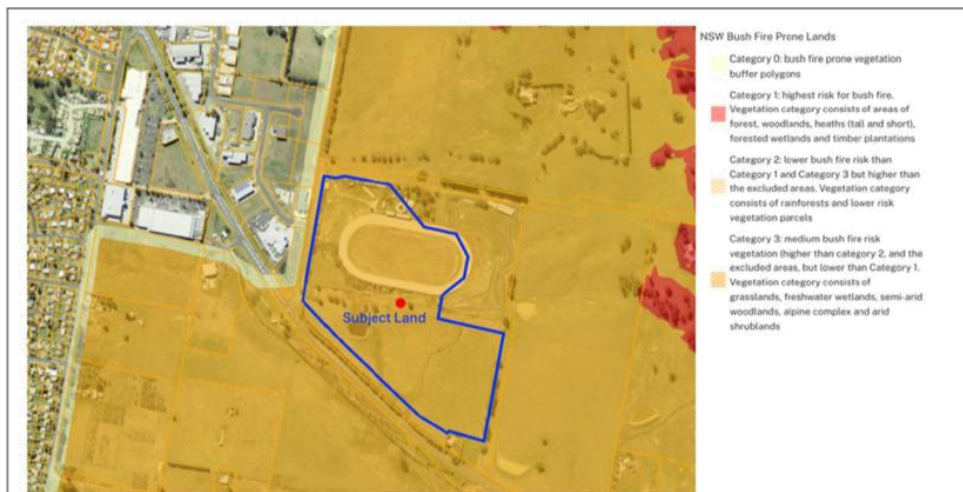 NSW Bush Fire Prone Lands
Category 0: bush fire prone vegetation
buffer polygons
Category 1: highest risk for bush fire.
Vegetation category consists of areas of
forest, woodlands, heaths (tall and short),
forested wetlands and timber plantations
Category 2: lower bush fire risk than
Category 1 and Category 3 but higher than
the excluded areas. Vegetation category
consists of rainforests and lower risk
vegetation parcels
Category 3: medium bush fire risk
vegetation (higher than category 2, and the
excluded areas, but lower than Category 1.
Vegetation category consists of
grasslands, freshwater wetlands, semi-arid
woodlands, alpine complex and arid
shrublands
Subject Land